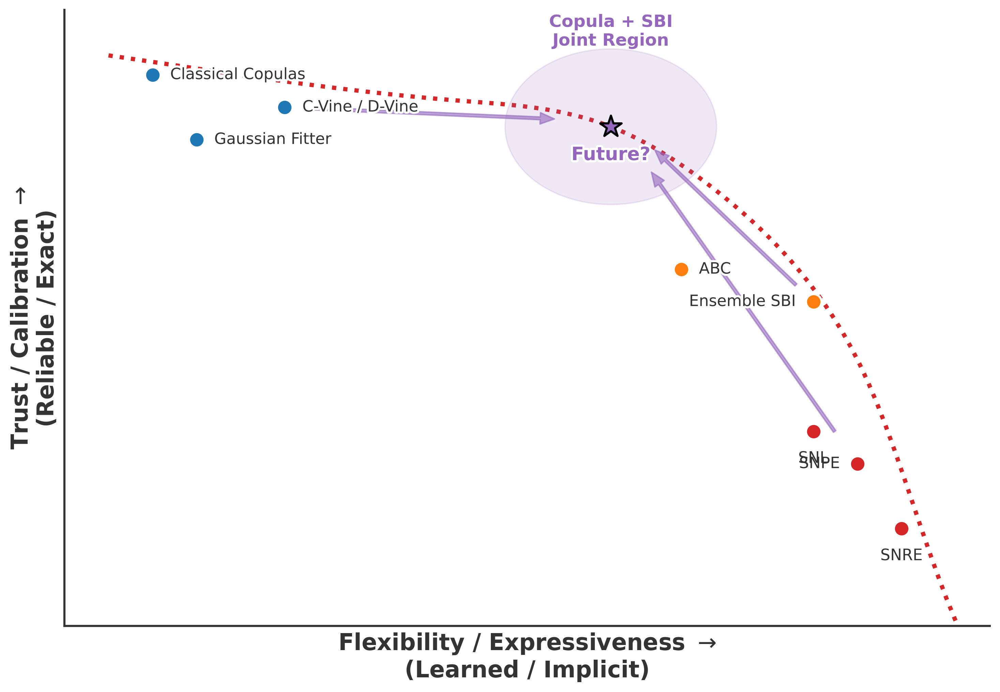 Copula + SBI
Joint Region
Classical Copulas
C-Vine / D-Vine
Gaussian Fitter
Future?
ABC
Ensemble SBI
SNL
SNPE
SNRE
Trust / Calibration →
(Reliable / Exact)
Flexibility / Expressiveness →
(Learned / Implicit)